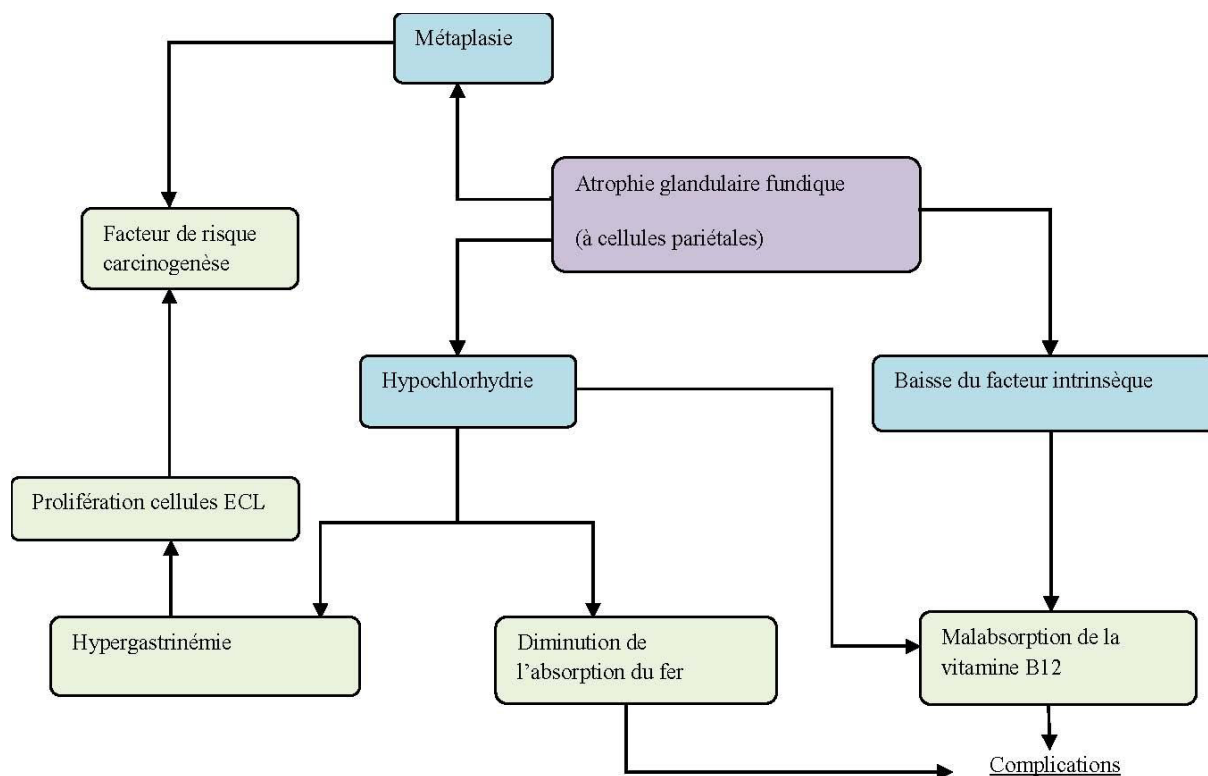 Métaplasie
Atrophie glandulaire fundique
(à cellules pariétales)
Facteur de risque
carcinogenèse
Hypochlorhydrie
Baisse du facteur intrinsèque
Prolifération cellules ECL
Hypergastrinémie
Diminution de
l’absorption du fer
Malabsorption de la
vitamine B12
Complications